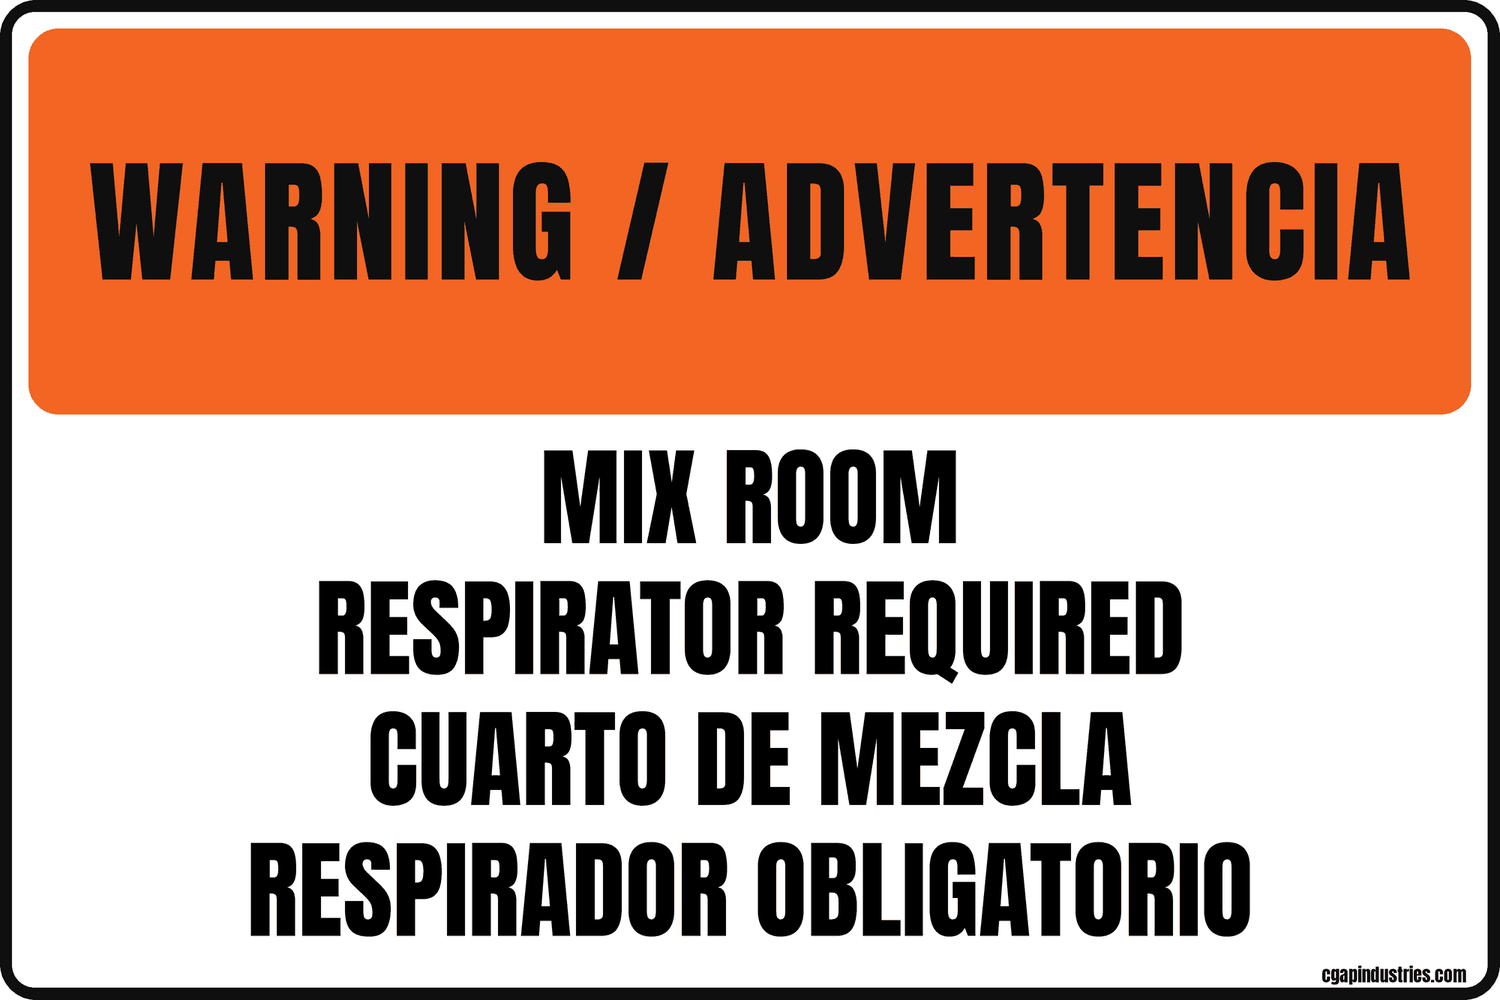 WARNING / ADVERTENCIA
MIX ROOM
RESPIRATOR REQUIRED
CUARTO DE MEZCLA
RESPIRADOR OBLIGATORIO
cgapindustries.com